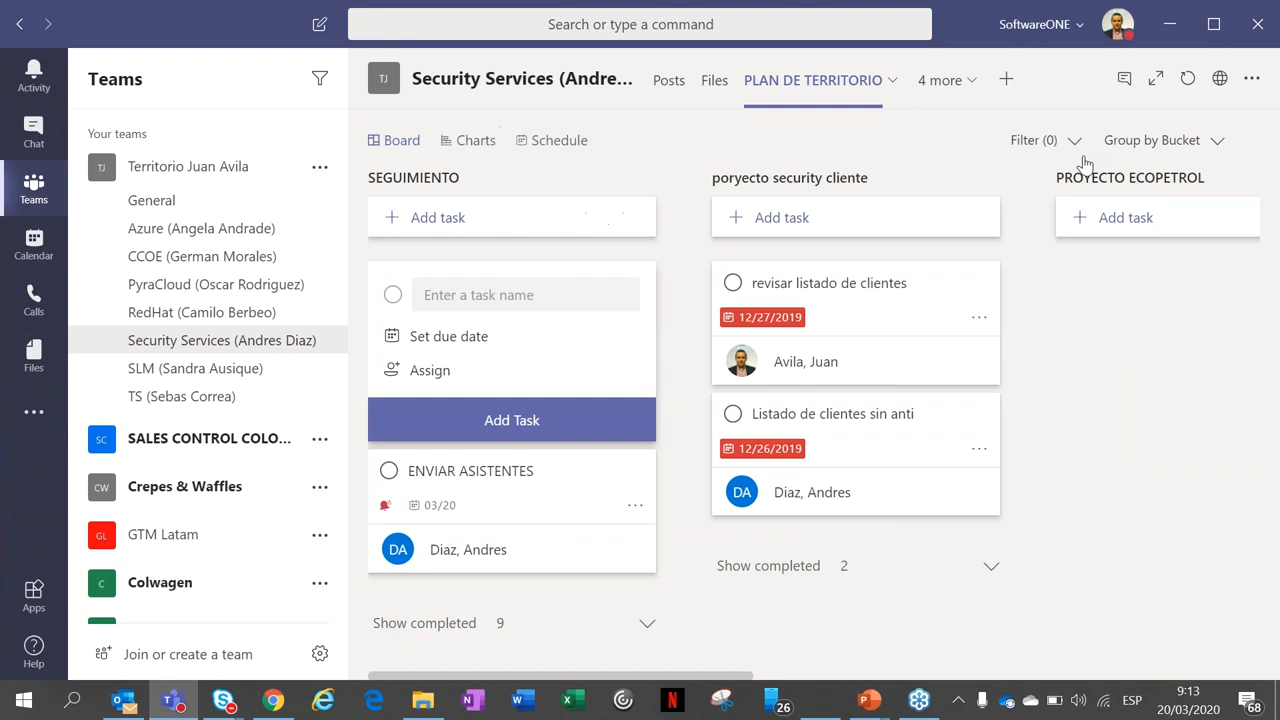 Search or type a command
SoftwareONE
Activity
Chat
Teams
Calendar
Calls
Files
Apps
Help
Teams
Your teams
TJ Territorio Juan Avila
General
Azure (Angela Andrade)
CCOE (German Morales)
PyraCloud (Oscar Rodriguez)
RedHat (Camilo Berbeo)
Security Services (Andres Diaz)
SLM (Sandra Ausique)
TS (Sebas Correa)
SC SALES CONTROL COLO...
CW Crepes & Waffles
GL GTM Latam
C Colwagen
Join or create a team
TJ Security Services (Andre... Posts Files PLAN DE TERRITORIO 4 more
Board Charts Schedule Filter (0) Group by Bucket
SEGUIMIENTO
Add task
Enter a task name
Set due date
Assign
Add Task
ENVIAR ASISTENTES
03/20
DA Diaz, Andres
Show completed 9
poryecto security cliente
Add task
revisar listado de clientes
12/27/2019
Avila, Juan
Listado de clientes sin anti
12/26/2019
DA Diaz, Andres
Show completed 2
PROYECTO ECOPETROL
Add task
26
ESP
9:13
20/03/2020
68